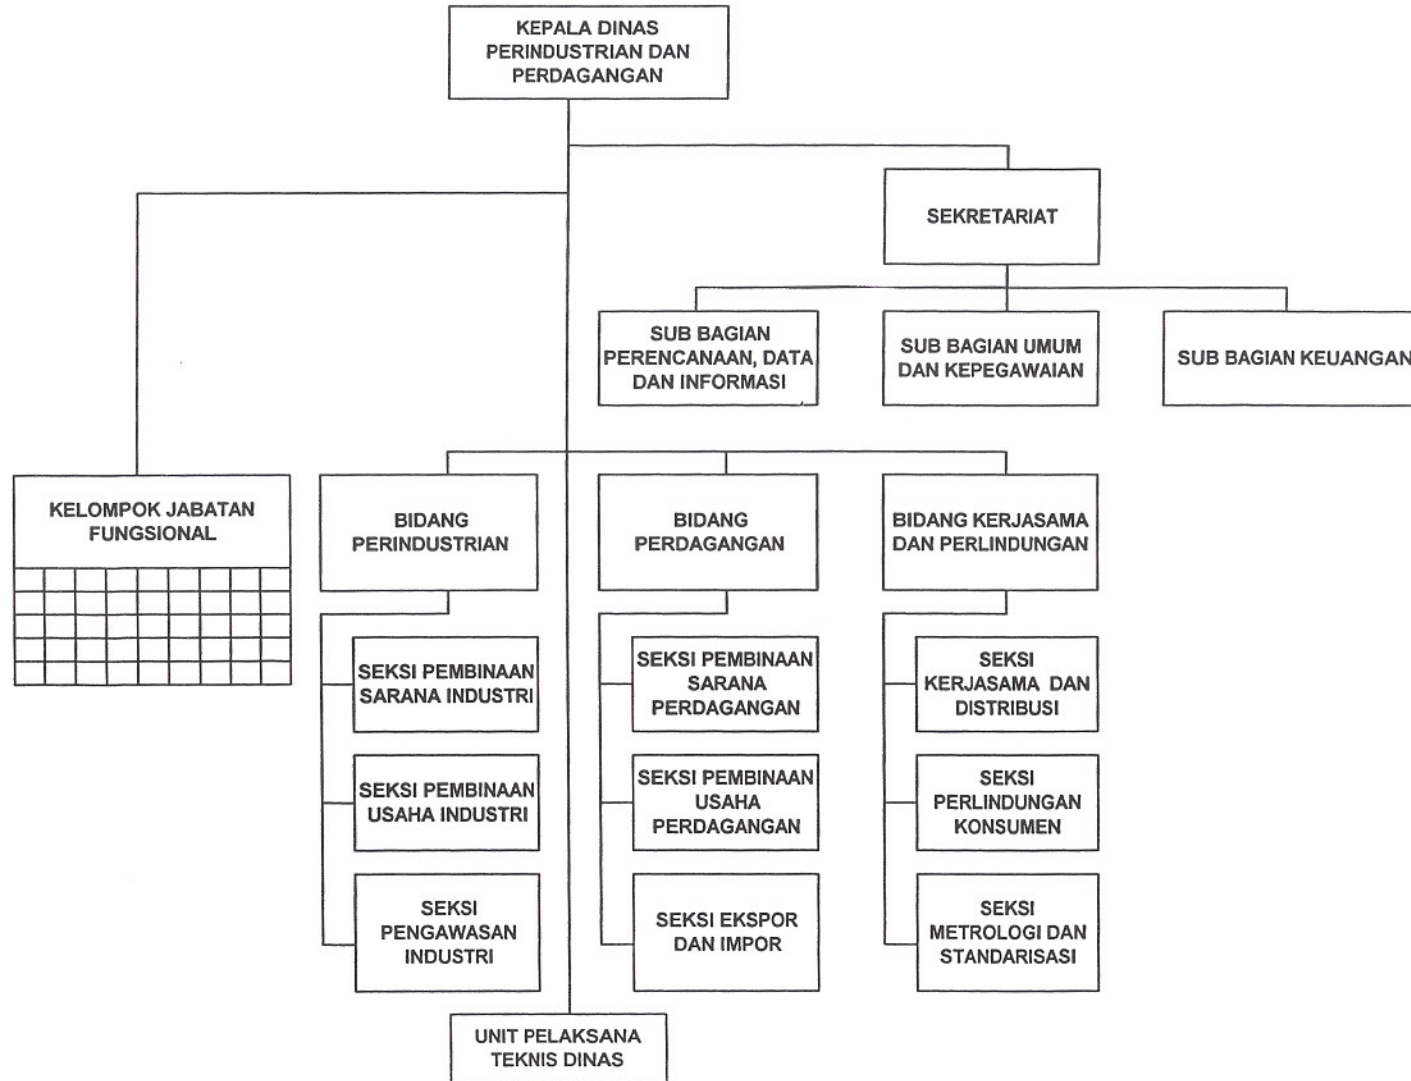 KEPALA DINAS
PERINDUSTRIAN DAN
PERDAGANGAN
SEKRETARIAT
SUB BAGIAN
PERENCANAAN, DATA
DAN INFORMASI
SUB BAGIAN UMUM
DAN KEPEGAWAIAN
SUB BAGIAN KEUANGAN
KELOMPOK JABATAN
FUNGSIONAL
BIDANG
PERINDUSTRIAN
BIDANG
PERDAGANGAN
BIDANG KERJASAMA
DAN PERLINDUNGAN
SEKSI PEMBINAAN
SARANA INDUSTRI
SEKSI PEMBINAAN
USAHA INDUSTRI
SEKSI
PENGAWASAN
INDUSTRI
SEKSI PEMBINAAN
SARANA
PERDAGANGAN
SEKSI PEMBINAAN
USAHA
PERDAGANGAN
SEKSI EKSPOR
DAN IMPOR
SEKSI
KERJASAMA DAN
DISTRIBUSI
SEKSI
PERLINDUNGAN
KONSUMEN
SEKSI
METROLOGI DAN
STANDARISASI
UNIT PELAKSANA
TEKNIS DINAS